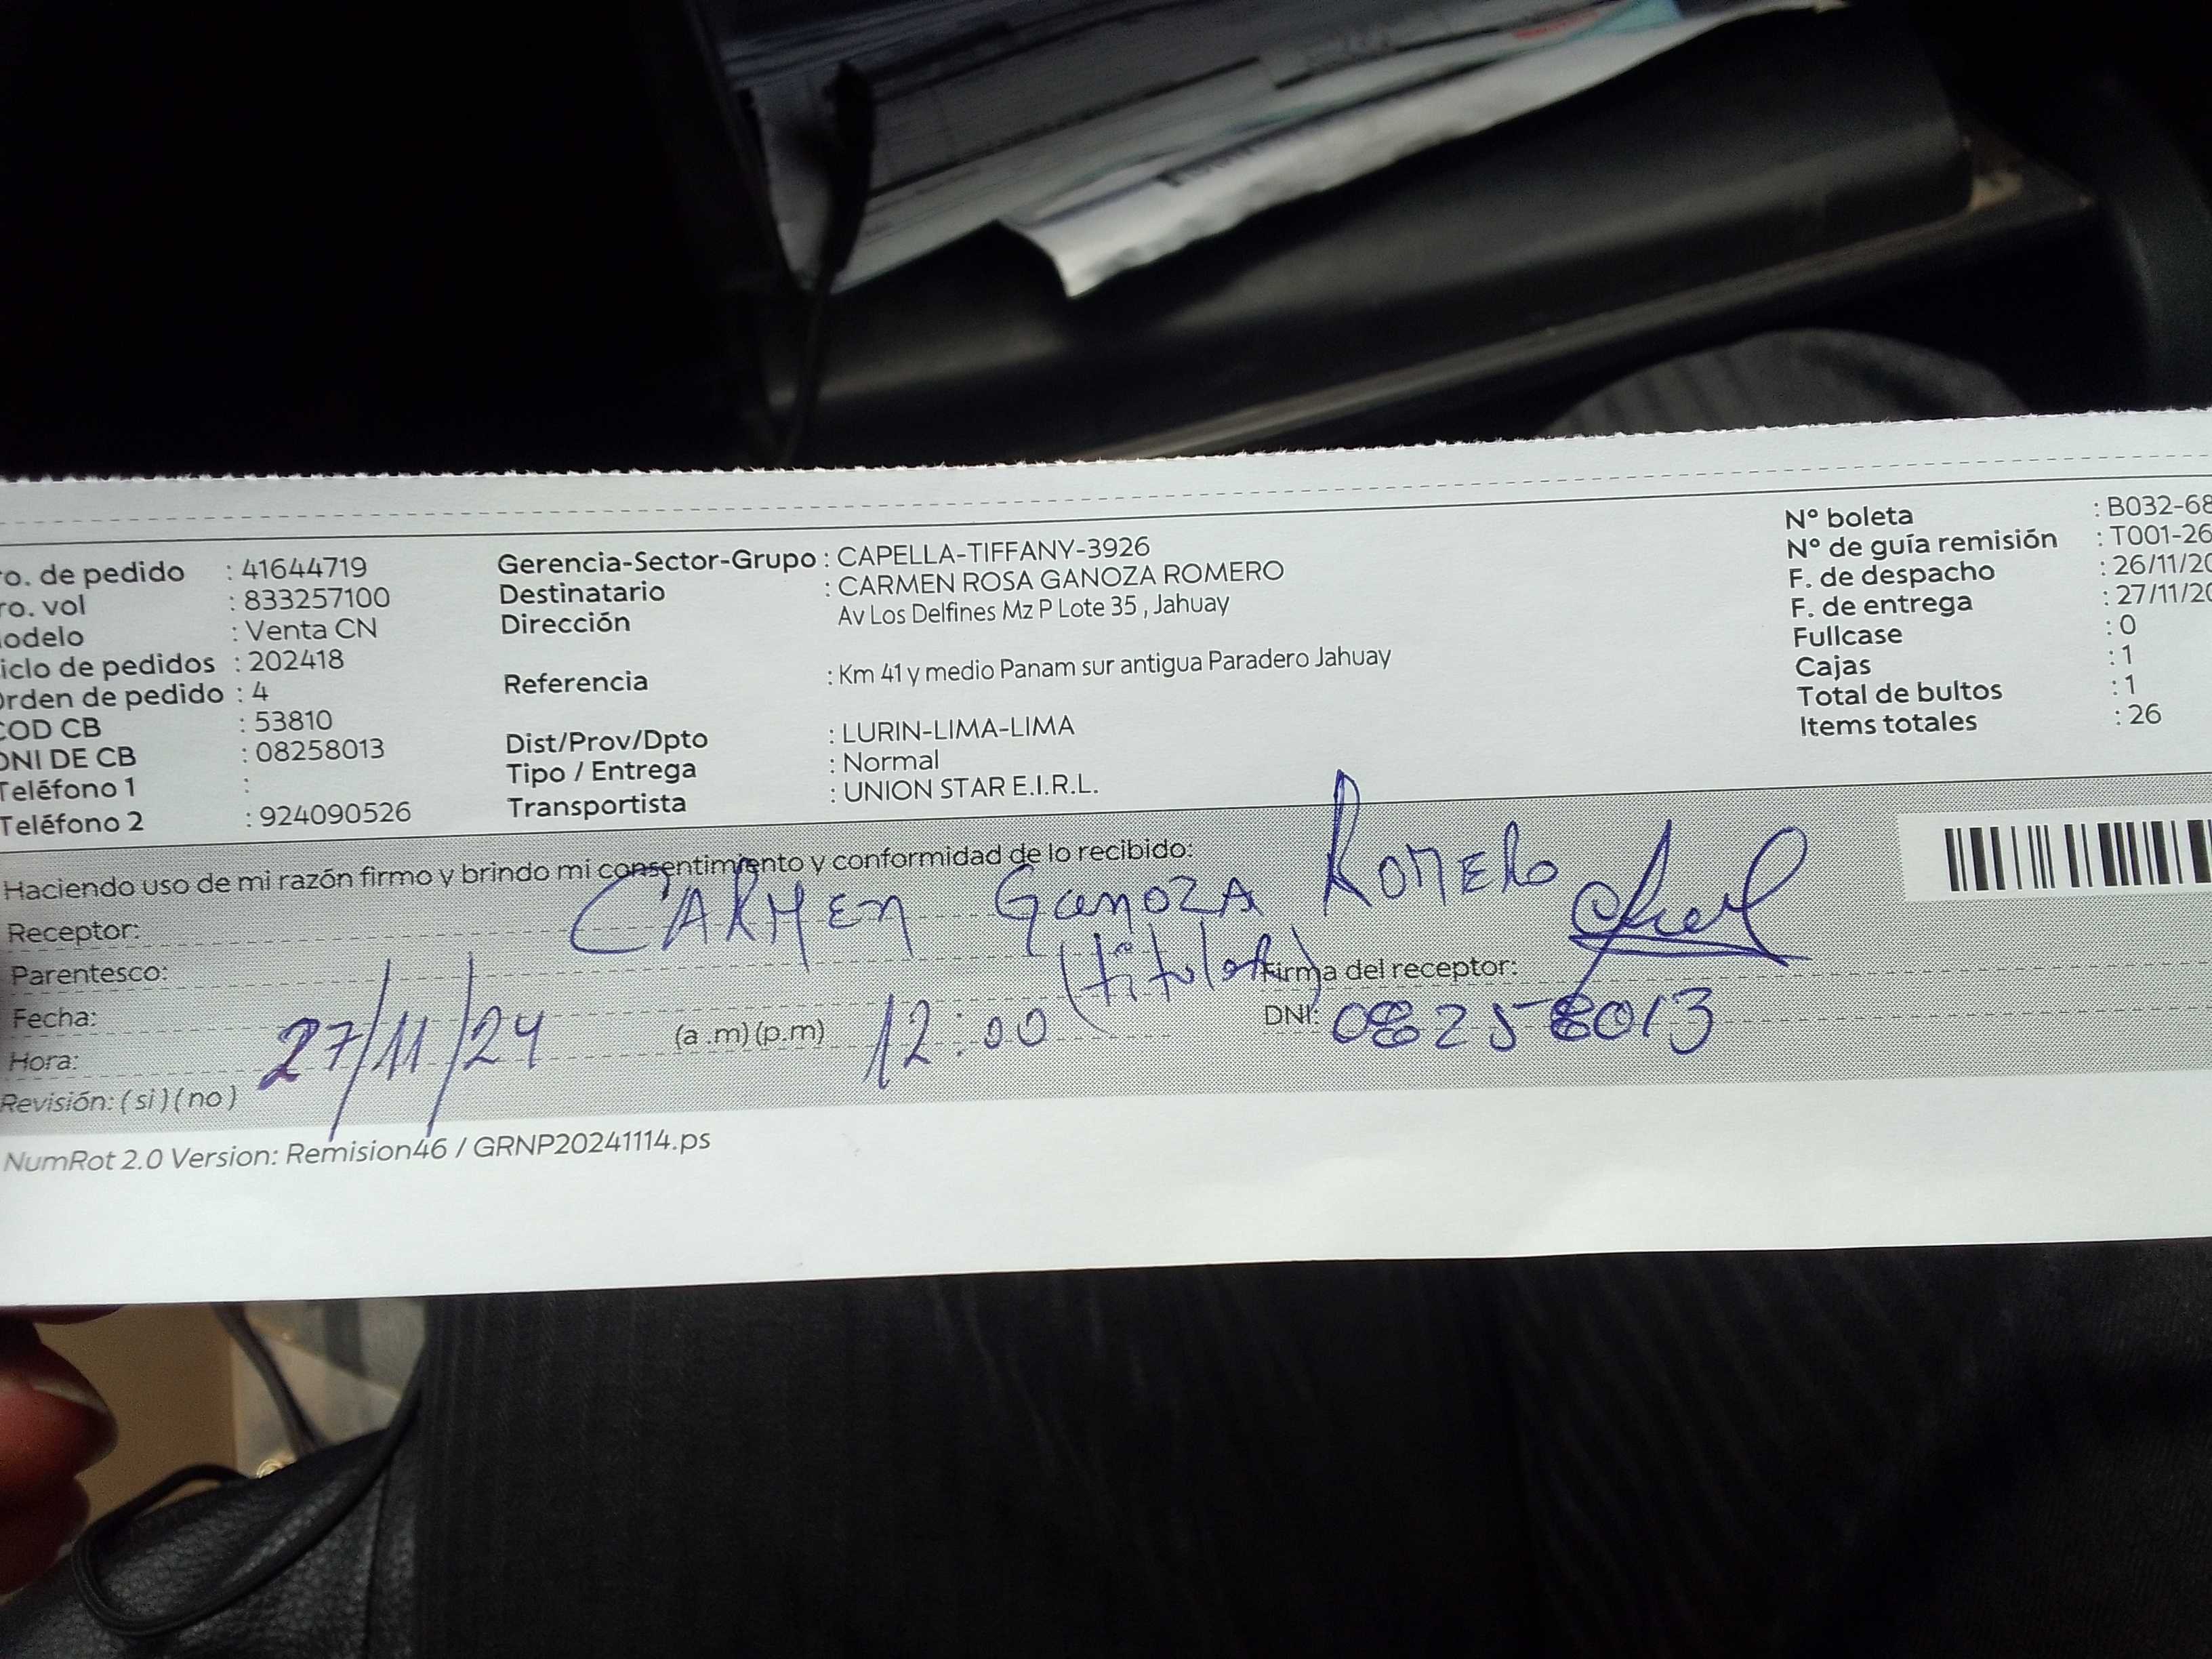 ro. de pedido : 41644719
ro. vol : 833257100
odelo : Venta CN
iclo de pedidos : 202418
Orden de pedido : 4
COD CB : 53810
DNI DE CB : 08258013
Teléfono 1 :
Teléfono 2 : 924090526
Gerencia-Sector-Grupo : CAPELLA-TIFFANY-3926
Destinatario : CARMEN ROSA GANOZA ROMERO
Dirección Av Los Delfines Mz P Lote 35 , Jahuay
Referencia : Km 41 y medio Panam sur antigua Paradero Jahuay
Dist/Prov/Dpto : LURIN-LIMA-LIMA
Tipo / Entrega : Normal
Transportista : UNION STAR E.I.R.L.
Nº boleta : B032-68
Nº de guía remisión : T001-26
F. de despacho : 26/11/20
F. de entrega : 27/11/20
Fullcase : 0
Cajas : 1
Total de bultos : 1
Items totales : 26
Haciendo uso de mi razón firmo y brindo mi consentimiento y conformidad de lo recibido:
Receptor: CARMEN Ganoza ROMERO
Parentesco: (titular) Firma del receptor:
Fecha: 27/11/24 (a .m) (p.m) 12:00 DNI: 08258013
Hora:
Revisión: ( si ) ( no )
NumRot 2.0 Version: Remision46 / GRNP20241114.ps